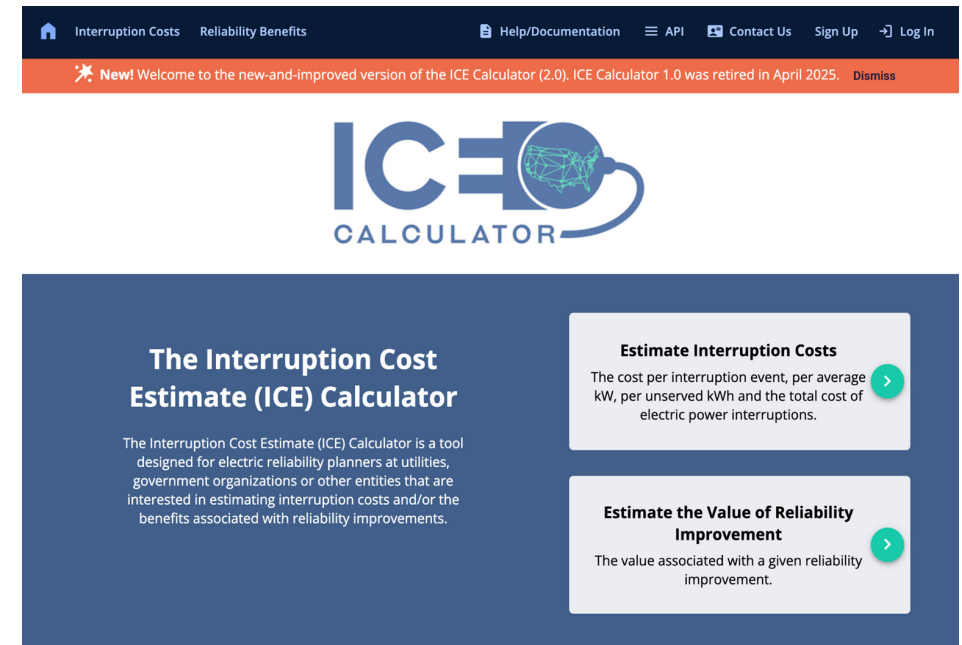 Interruption Costs Reliability Benefits Help/Documentation API Contact Us Sign Up Log In
New! Welcome to the new-and-improved version of the ICE Calculator (2.0). ICE Calculator 1.0 was retired in April 2025. Dismiss
ICE
CALCULATOR
The Interruption Cost
Estimate (ICE) Calculator
The Interruption Cost Estimate (ICE) Calculator is a tool
designed for electric reliability planners at utilities,
government organizations or other entities that are
interested in estimating interruption costs and/or the
benefits associated with reliability improvements.
Estimate Interruption Costs
The cost per interruption event, per average
kW, per unserved kWh and the total cost of
electric power interruptions.
Estimate the Value of Reliability
Improvement
The value associated with a given reliability
improvement.